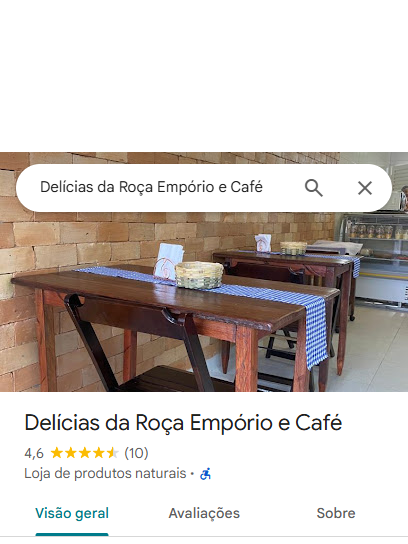 Delícias da Roça Empório e Café
Delícias da Roça Empório e Café
4,6 (10)
Loja de produtos naturais ·
Visão geral Avaliações Sobre